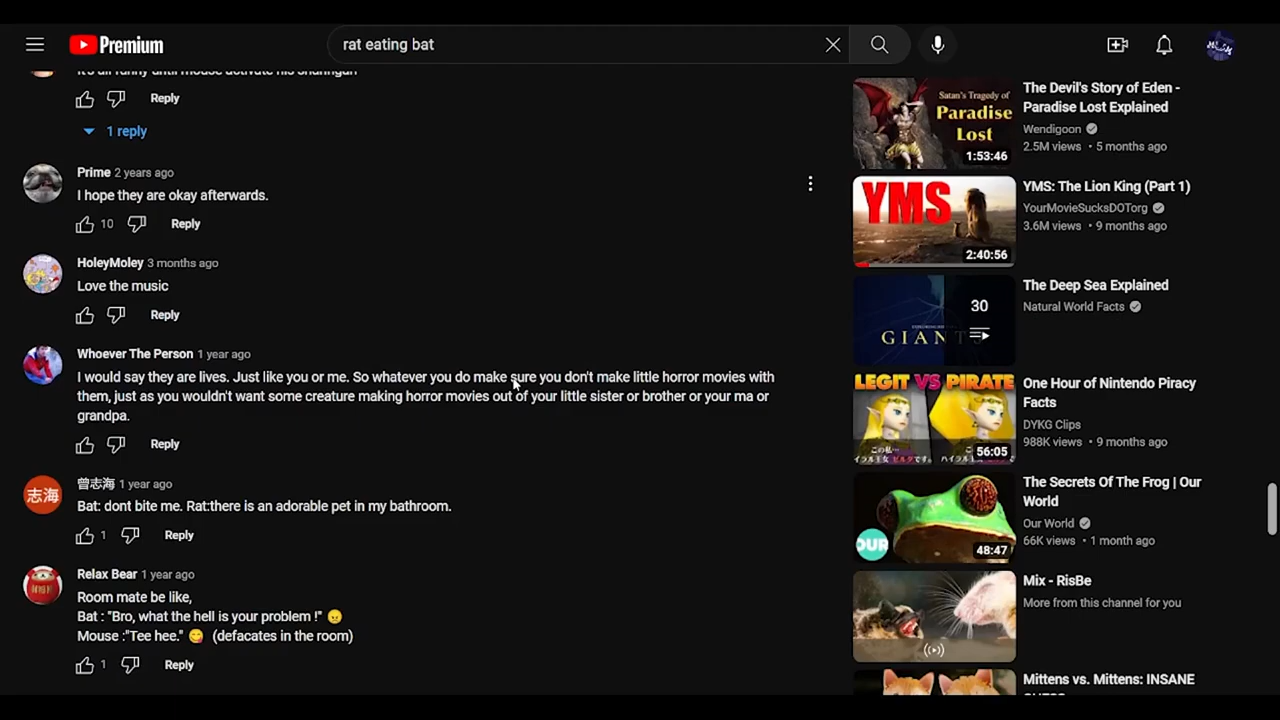 Premium
rat eating bat
It's all funny until mouse activate his sharingan
Reply
1 reply
Prime 2 years ago
I hope they are okay afterwards.
10 Reply
HoleyMoley 3 months ago
Love the music
Reply
Whoever The Person 1 year ago
I would say they are lives. Just like you or me. So whatever you do make sure you don't make little horror movies with
them, just as you wouldn't want some creature making horror movies out of your little sister or brother or your ma or
grandpa.
Reply
志海
曾志海 1 year ago
Bat: dont bite me. Rat:there is an adorable pet in my bathroom.
1 Reply
Relax Bear 1 year ago
Room mate be like,
Bat : "Bro, what the hell is your problem !" 😠
Mouse :"Tee hee." 😋 (defacates in the room)
1 Reply
Satan's Tragedy of
Paradise
Lost
1:53:46
The Devil's Story of Eden -
Paradise Lost Explained
Wendigoon
2.5M views • 5 months ago
YMS
2:40:56
YMS: The Lion King (Part 1)
YourMovieSucksDOTorg
3.6M views • 9 months ago
GIANTS
30
The Deep Sea Explained
Natural World Facts
LEGIT VS PIRATE
56:05
One Hour of Nintendo Piracy
Facts
DYKG Clips
988K views • 9 months ago
OUR
48:47
The Secrets Of The Frog | Our
World
Our World
66K views • 1 month ago
Mix - RisBe
More from this channel for you
Mittens vs. Mittens: INSANE